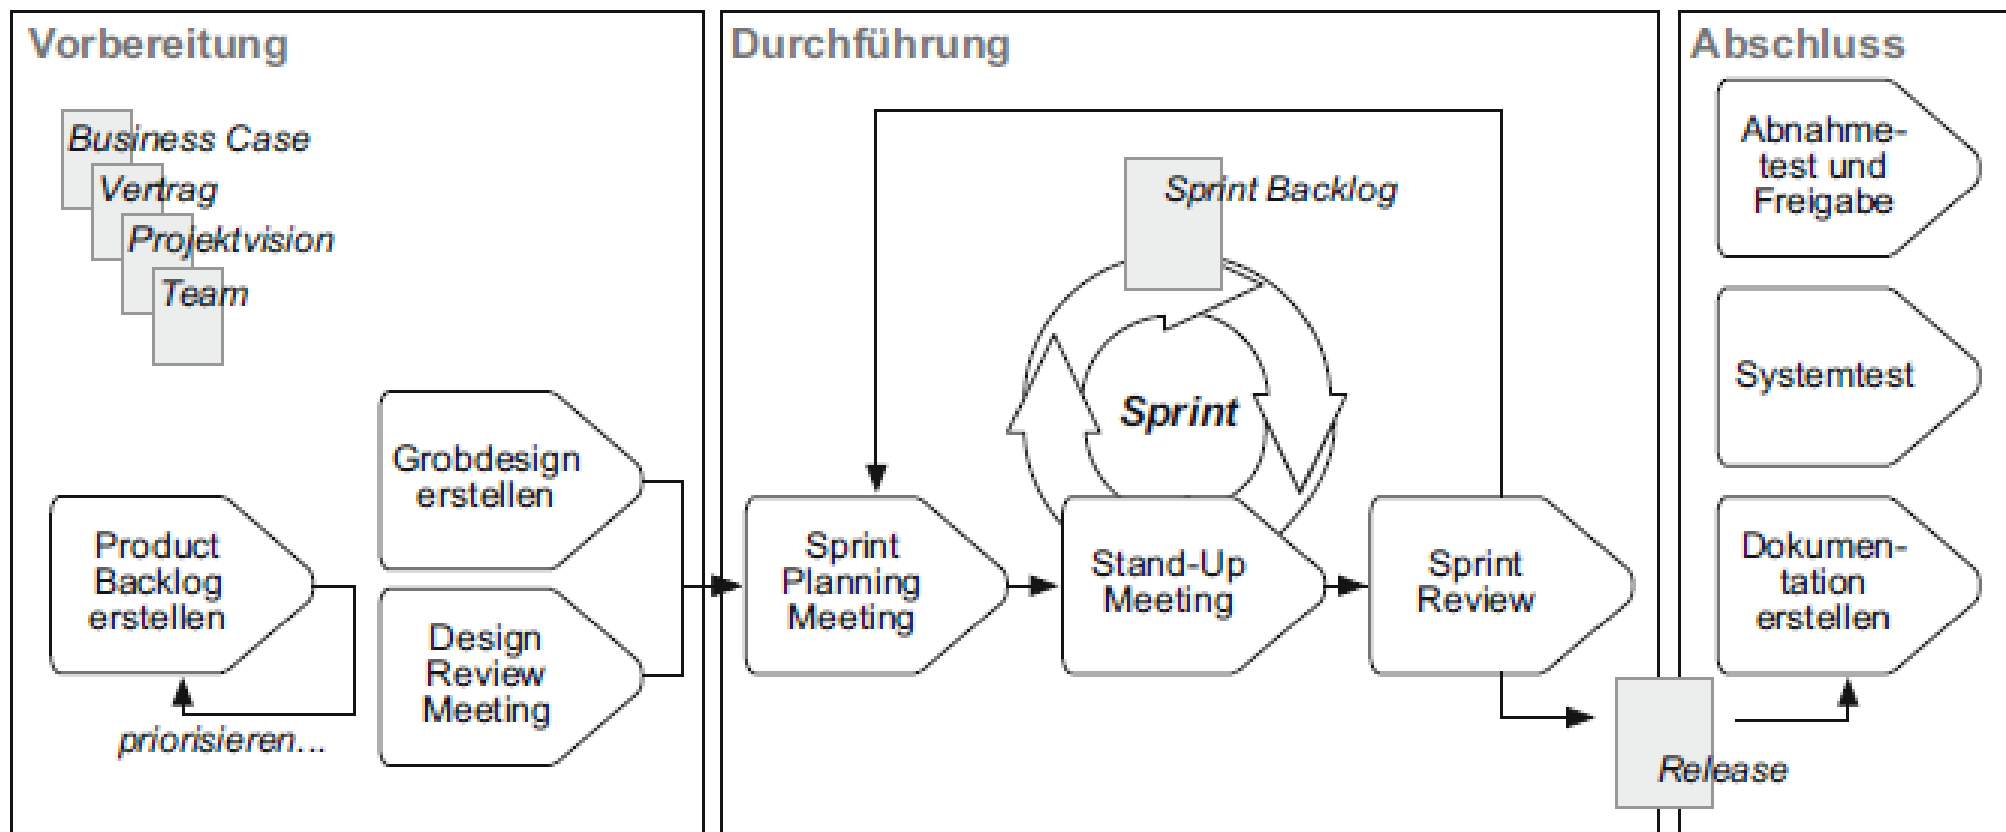 Vorbereitung
Business Case
Vertrag
Projektvision
Team
Grobdesign
erstellen
Product
Backlog
erstellen
priorisieren...
Design
Review
Meeting
Durchführung
Sprint Backlog
Sprint
Sprint
Planning
Meeting
Stand-Up
Meeting
Sprint
Review
Release
Abschluss
Abnahme-
test und
Freigabe
Systemtest
Dokumen-
tation
erstellen